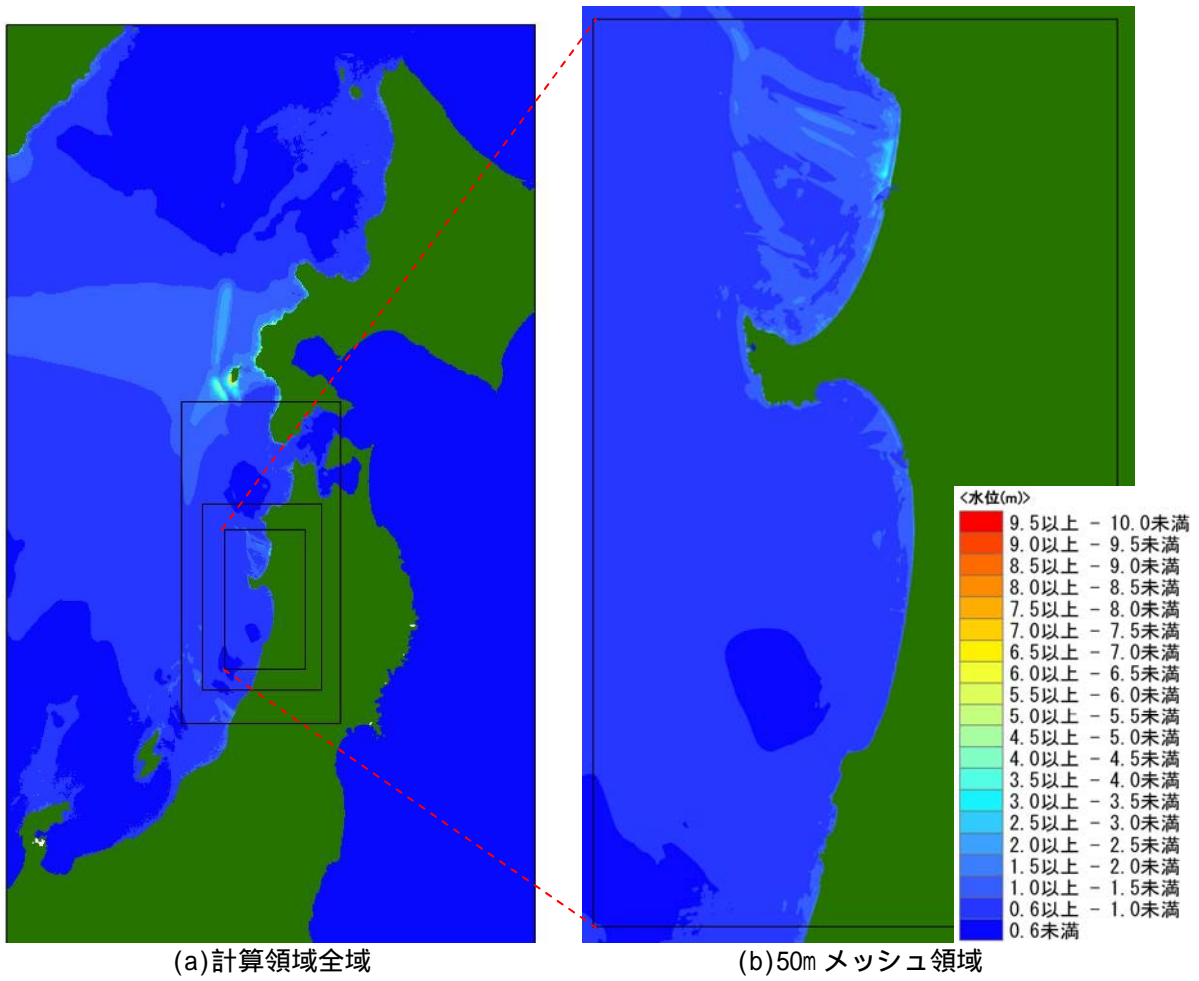 <水位(m)>
9.5以上 - 10.0未満
9.0以上 - 9.5未満
8.5以上 - 9.0未満
8.0以上 - 8.5未満
7.5以上 - 8.0未満
7.0以上 - 7.5未満
6.5以上 - 7.0未満
6.0以上 - 6.5未満
5.5以上 - 6.0未満
5.0以上 - 5.5未満
4.5以上 - 5.0未満
4.0以上 - 4.5未満
3.5以上 - 4.0未満
3.0以上 - 3.5未満
2.5以上 - 3.0未満
2.0以上 - 2.5未満
1.5以上 - 2.0未満
1.0以上 - 1.5未満
0.6以上 - 1.0未満
0.6未満
(a)計算領域全域
(b)50m メッシュ領域